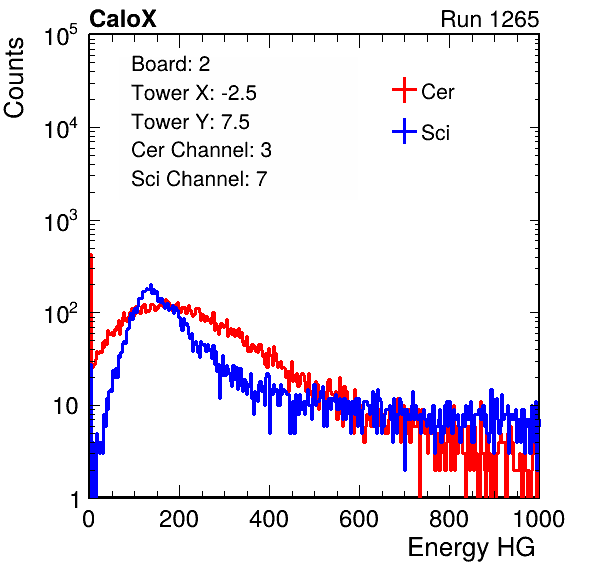 CaloX Run 1265
Counts
10^5
10^4
10^3
10^2
10
1
Board: 2
Tower X: -2.5
Tower Y: 7.5
Cer Channel: 3
Sci Channel: 7
Cer
Sci
0 200 400 600 800 1000
Energy HG